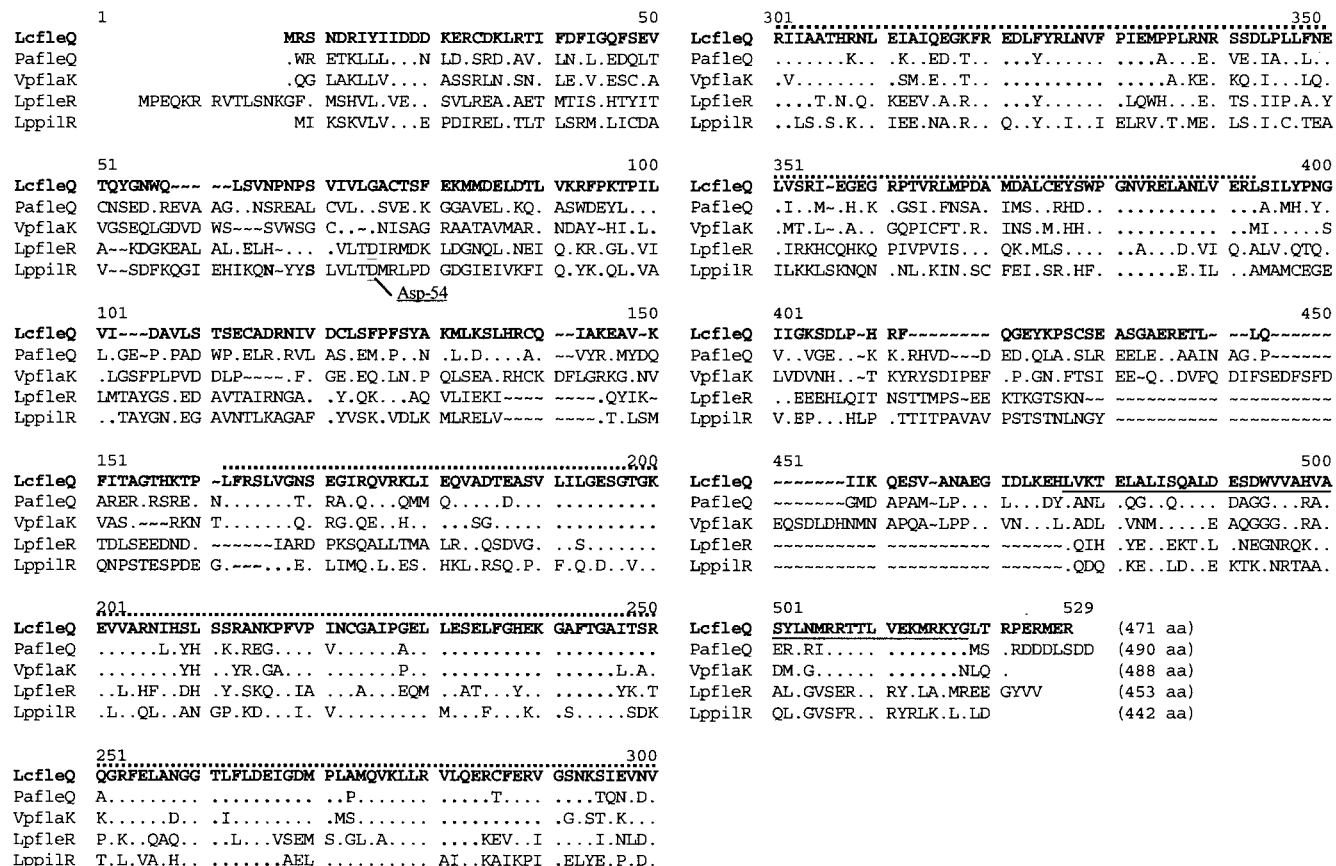 1 50
LcfleQ MRS NDRIYIIDDD KERCDKLRTI FDFIGQFSEV
PafleQ .WR ETKLLL...N LD.SRD.AV. LN.L.EDQLT
VpflaK .QG LAKLLV.... ASSRLN.SN. LE.V.ESC.A
LpfleR MPEQKR RVTLSNKGF. MSHVL.VE.. SVLREA.AET MTIS.HTYIT
LppilR MI KSKVLV...E PDIREL.TLT LSRM.LICDA
51 100
LcfleQ TQYGNWQ~~~ ~~LSVNPNPS VIVLGACTSF EKMMDELDTL VKRFPKTPIL
PafleQ CNSED.REVA AG..NSREAL CVL..SVE.K GGAVEL.KQ. ASWDEYL...
VpflaK VGSEQLGDVD WS~~SVWSG C..~.NISAG RAATAVMAR. NDAY~HI.L.
LpfleR A~.KDGKEAL AL.ELH~... .VLTDIRMDK LDGNQL.NEI Q.KR.GL.VI
LppilR V~.SDFKQGI EHIKQN~YYS LVLTDMRLPD GDGIEIVKFI Q.YK.QL.VA
Asp-54
101 150
LcfleQ VI~~~DAVLS TSECADRNIV DCLSFPFSYA KMLKSLHRCQ ~~IAKEAV~K
PafleQ L.GE~P.PAD WP.ELR.RVL AS.EM.P..N .L.D....A. ~~VYR.MYDQ
VpflaK .LGSFPLPVD DLP~~~~.F. GE.EQ.LN.P QLSEA.RHCK DFLGRKG.NV
LpfleR LMTAYGS.ED AVTAIRNGA. .Y.QK...AQ VLIEKI~~~~ ~~~~.QYIK~
LppilR ..TAYGN.EG AVNTLKAGAF .YVSK.VDLK MLRELV~~~~ ~~~.T.LSM
151 200
LcfleQ FITAGTHKTP ~LFRSLVGNS EGIRQVRKLI EQVADTEASV LILGESGTGK
PafleQ ARER.RSRE. N.......T. RA.Q..QMM Q.....D... ..........
VpflaK VAS.~~~RKN T.......Q. RG.QE..H.. ....SG.... ..........
LpfleR TDLSEEDND. ~~~~~~IARD PKSQALLTMA LR..QSDVG. ..S.......
LppilR QNPSTESPDE G.~~~...E. LIMQ.L.ES. HKL.RSQ.P. F.Q.D..V..
201 250
LcfleQ EVVARNIHSL SSRANKPFVP INCGAIPGEL LESELFGHEK GAFTGAITSR
PafleQ ......L.YH .K.REG.... V......A.. .......... ..........
VpflaK .......YH .YR.GA.... .......P.. .......... .......L.A.
LpfleR ..L.HF..DH .Y.SKQ..IA ....A..EQM ..AT...Y.. .....YK.T
LppilR .L..QL..AN GP.KD...I. V........M ...F...K. .S.....SDK
251 300
LcfleQ QGRFELANGG TLFLDEIGDM PLAMQVKLLR VLQERCFERV GSNKSIEVNV
PafleQ A......... .......... ..P....... .....T.... ....TQN.D.
VpflaK K......D.. .I........ .MS....... .......... .G.ST.K...
LpfleR P.K..QAQ.. ..L...VSEM S.GL.A.... ....KEV..I ....I.NLD.
LppilR T.L.VA.H.. .......AEL .......... AI..KAIKPI .ELYE.P.D.
301 350
LcfleQ RIIAATHRNL EIAIQEGKFR EDLFYRLNVF PIEMPPLRNR SSDLPLLFNE
PafleQ .......K.. .K..ED.T.. ....Y..... .....A..E. VE.IA..L..
VpflaK .V........ .SM.E..T.. .......... .....A.KE. KQ.I...LQ.
LpfleR ....T.N.Q. KEEV.A.R.. ....Y..... .LQWH...E. TS.IIP.A.Y
LppilR ..LS.S.K.. IEE.NA.R.. Q..Y..I..I ELRV.T.ME. LS.I.C.TEA
351 400
LcfleQ LVSRI~EGEG RPTVRLMPDA MDALCEYSWP GNVRELANLV ERLSILYPNG
PafleQ .I..M~.H.K .GSI.FNSA. IMS..RHD.. .......... ...A.MH.Y.
VpflaK .MT.L~..A. GQPICFT.R. INS.M.HH.. .......... ...MI....S
LpfleR .IRKHCQHKQ PIVPVIS... .QK.MLS... ....A..D.VI Q.ALV.QTQ.
LppilR ILKKLSKNQN .NL.KIN.SC FEI.SR.HF. ......E.IL .AMAMCEGE
401 450
LcfleQ IIGKSDLP~H RF~~~~~~~~ QGEYKPSCSE ASGAERETL~ ~~LQ~~~~~~
PafleQ V..VGE..~K K.RHVD~~~D ED.QLA.SLR EELE..AAIN AG.P~~~~~~
VpflaK LVDVNH..~T KYRYSDIPEF .P.GN.FTSI EE~Q..DVFQ DIFSEDFSFD
LpfleR ..EEEHLQIT NSTTMPS~EE KTKGTSKN~~ ~~~~~~~~~~ ~~~~~~~~~~
LppilR V.EP...HLP .TTITPAVAV PSTSTNLNGY ~~~~~~~~~~ ~~~~~~~~~~
451 500
LcfleQ ~~~~~~~IIK QESV~ANAEG IDLKEHLVKT ELALISQALD ESDWVVAHVA
PafleQ ~~~~~~~GMD APAM~LP... L...DY.ANL .QG..Q.... DAGG...RA.
VpflaK EQSDLDHNMN APQA~LPP.. VN...L.ADL .VNM.....E AQGGG..RA.
LpfleR ~~~~~~~~~~ ~~~~~~~~~~ ~~~~~~.QIH .YE..EKT.L .NEGNRQK..
LppilR ~~~~~~~~~~ ~~~~~~~~~~ ~~~~~~.QDQ .KE..LD..E KTK.NRTAA.
501 529
LcfleQ SYLNMRRTTL VEKMRKYGLT RPERMER (471 aa)
PafleQ ER.RI..... ........MS .RDDDLSDD (490 aa)
VpflaK DM.G...... .......NLQ . (488 aa)
LpfleR AL.GVSER.. RY.LA.MREE GYVV (453 aa)
LppilR QL.GVSFR.. RYRLK.L.LD (442 aa)